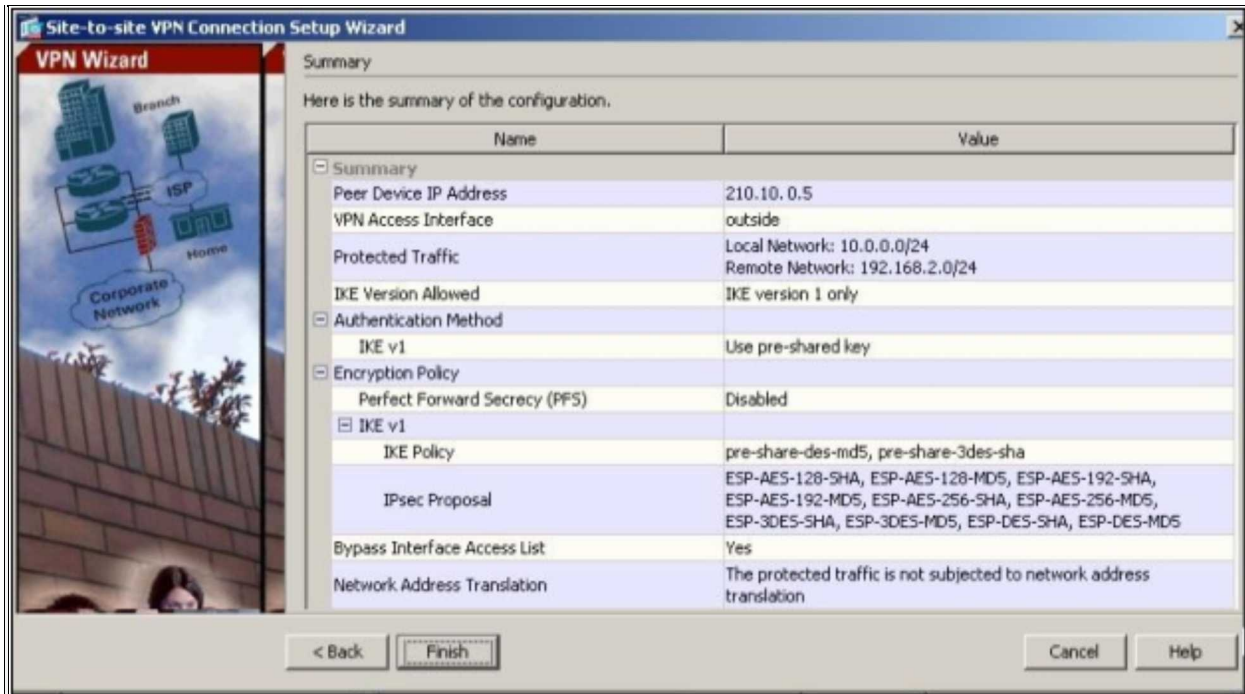 Site-to-site VPN Connection Setup Wizard
VPN Wizard
Branch
ISP
Home
Corporate
Network
Summary
Here is the summary of the configuration.
Name Value
Summary
Peer Device IP Address 210.10.0.5
VPN Access Interface outside
Protected Traffic Local Network: 10.0.0.0/24
Remote Network: 192.168.2.0/24
IKE Version Allowed IKE version 1 only
Authentication Method
IKE v1 Use pre-shared key
Encryption Policy
Perfect Forward Secrecy (PFS) Disabled
IKE v1
IKE Policy pre-share-des-md5, pre-share-3des-sha
IPsec Proposal ESP-AES-128-SHA, ESP-AES-128-MD5, ESP-AES-192-SHA,
ESP-AES-192-MD5, ESP-AES-256-SHA, ESP-AES-256-MD5,
ESP-3DES-SHA, ESP-3DES-MD5, ESP-DES-SHA, ESP-DES-MD5
Bypass Interface Access List Yes
Network Address Translation The protected traffic is not subjected to network address
translation
< Back Finish Cancel Help